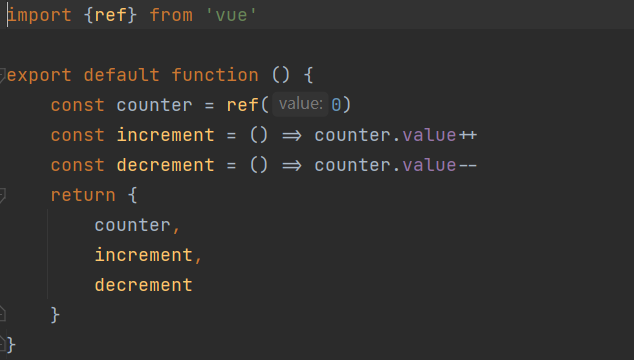 import {ref} from 'vue'
export default function () {
    const counter = ref( value: 0)
    const increment = () => counter.value++
    const decrement = () => counter.value--
    return {
        counter,
        increment,
        decrement
    }
}